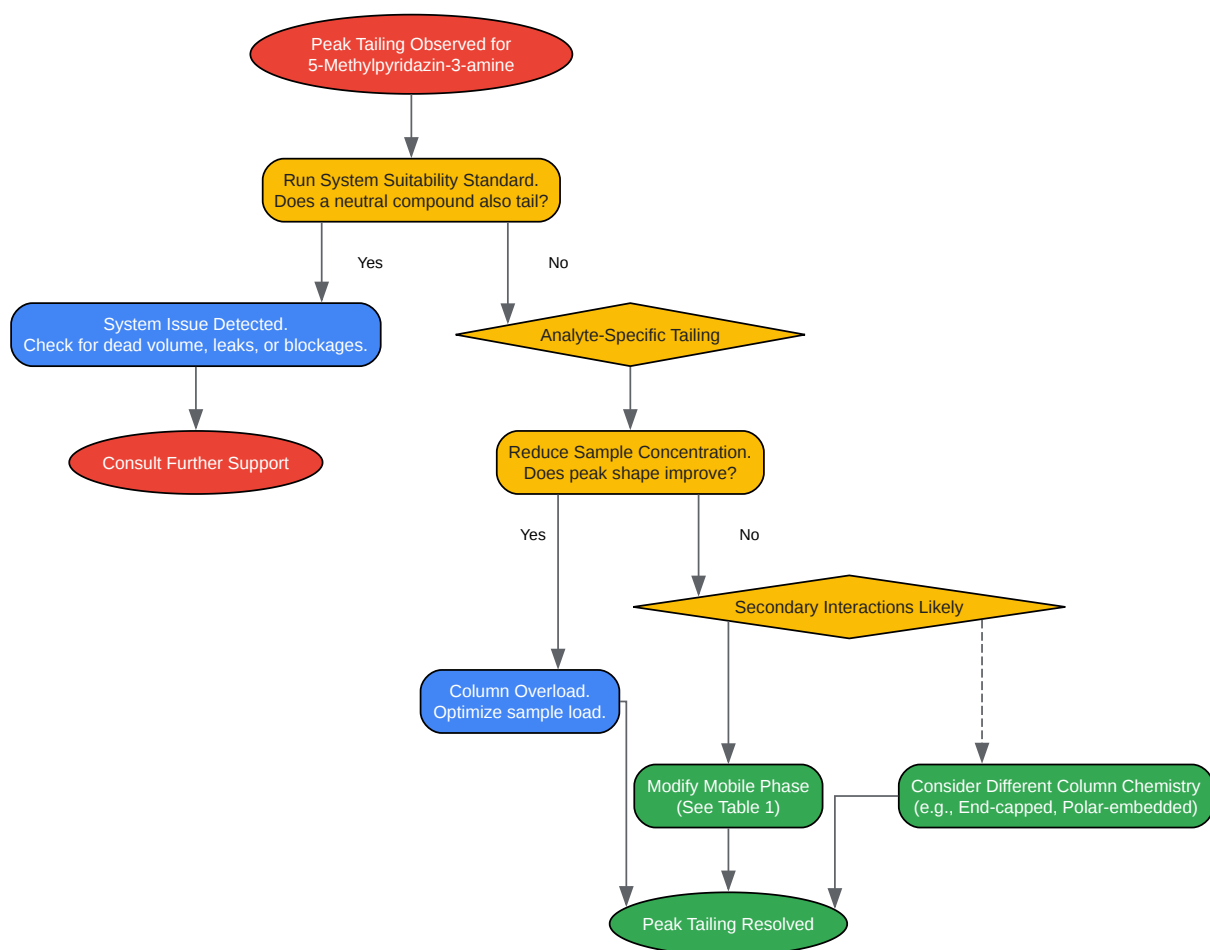 Peak Tailing Observed for
5-Methylpyridazin-3-amine
Run System Suitability Standard.
Does a neutral compound also tail?
Yes
No
System Issue Detected.
Check for dead volume, leaks, or blockages.
Analyte-Specific Tailing
Consult Further Support
Reduce Sample Concentration.
Does peak shape improve?
Yes
No
Secondary Interactions Likely
Column Overload.
Optimize sample load.
Modify Mobile Phase
(See Table 1)
Consider Different Column Chemistry
(e.g., End-capped, Polar-embedded)
Peak Tailing Resolved